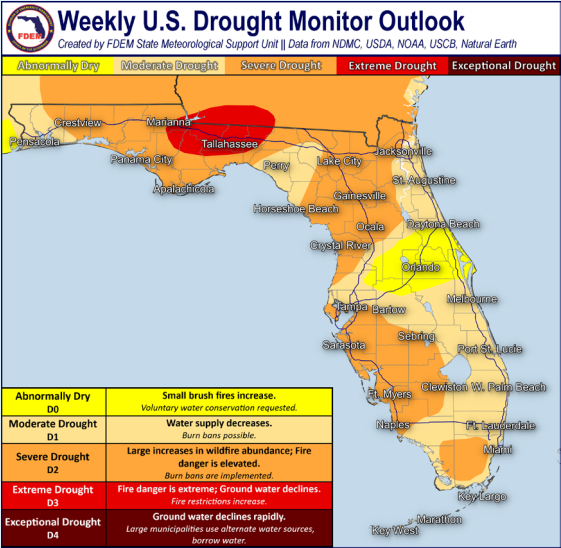 Weekly U.S. Drought Monitor Outlook
FDEM
Created by FDEM State Meteorological Support Unit || Data from NDMC, USDA, NOAA, USCB, Natural Earth
Abnormally Dry Moderate Drought Severe Drought Extreme Drought Exceptional Drought
Crestview
Marianna
Pensacola
Tallahassee
Jacksonville
Panama City
Perry
Lake City
St. Augustine
Apalachicola
Gainesville
Horseshoe Beach
Daytona Beach
Ocala
Crystal River
Orlando
Melbourne
Tampa
Bartow
Sebring
Sarasota
Port St. Lucie
Ft. Myers
Clewiston
W. Palm Beach
Naples
Ft. Lauderdale
Miami
Key Largo
Marathon
Key West
Abnormally Dry
D0
Small brush fires increase.
Voluntary water conservation requested.
Moderate Drought
D1
Water supply decreases.
Burn bans possible.
Severe Drought
D2
Large increases in wildfire abundance; Fire
danger is elevated.
Burn bans are implemented.
Extreme Drought
D3
Fire danger is extreme; Ground water declines.
Fire restrictions increase.
Exceptional Drought
D4
Ground water declines rapidly.
Large municipalities use alternate water sources,
borrow water.